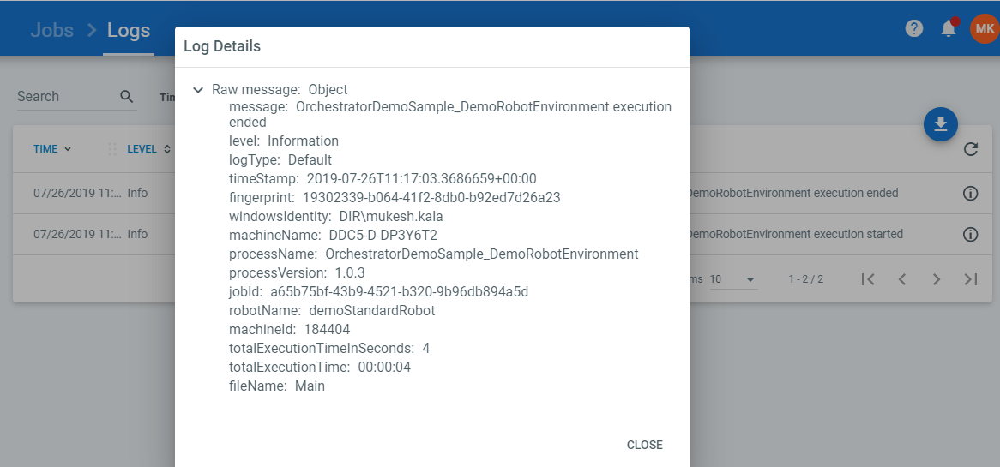 Jobs > Logs
? MK
Log Details
Search
Raw message: Object
message: OrchestratorDemoSample_DemoRobotEnvironment execution
ended
level: Information
logType: Default
timeStamp: 2019-07-26T11:17:03.3686659+00:00
fingerprint: 19302339-b064-41f2-8db0-b92ed7d26a23
windowsIdentity: DIR\mukesh.kala
machineName: DDC5-D-DP3Y6T2
processName: OrchestratorDemoSample_DemoRobotEnvironment
processVersion: 1.0.3
jobId: a65b75bf-43b9-4521-b320-9b96db894a5d
robotName: demoStandardRobot
machineId: 184404
totalExecutionTimeInSeconds: 4
totalExecutionTime: 00:00:04
fileName: Main
CLOSE
TIME LEVEL
07/26/2019 11:... Info DemoRobotEnvironment execution ended
07/26/2019 11:... Info DemoRobotEnvironment execution started
10 1 - 2 / 2